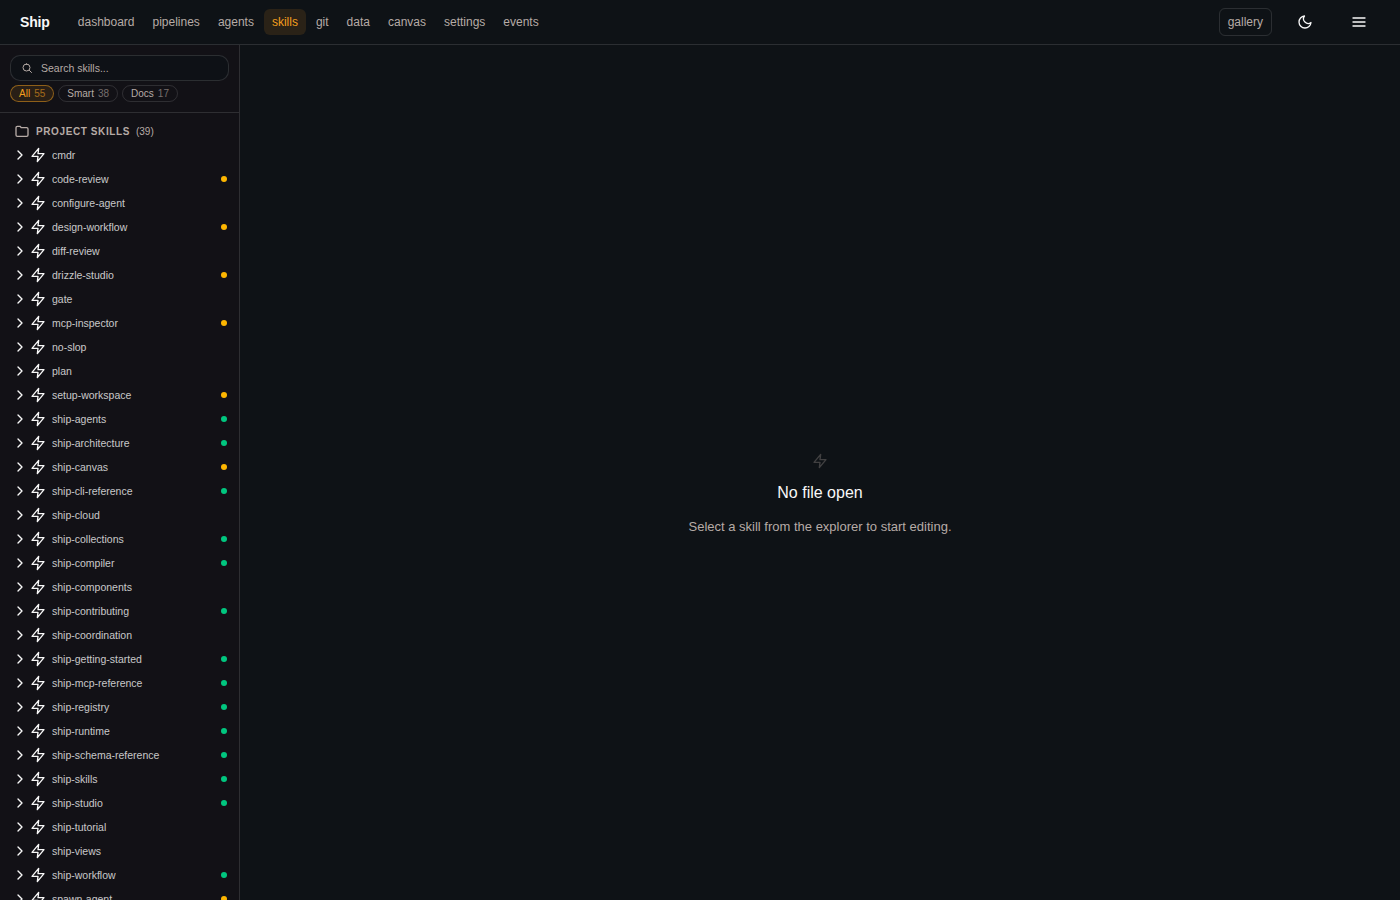 Ship dashboard pipelines agents skills git data canvas settings events gallery
Search skills...
All 55 Smart 38 Docs 17
PROJECT SKILLS (39)
cmdr
code-review
configure-agent
design-workflow
diff-review
drizzle-studio
gate
mcp-inspector
no-slop
plan
setup-workspace
ship-agents
ship-architecture
ship-canvas
ship-cli-reference
ship-cloud
ship-collections
ship-compiler
ship-components
ship-contributing
ship-coordination
ship-getting-started
ship-mcp-reference
ship-registry
ship-runtime
ship-schema-reference
ship-skills
ship-studio
ship-tutorial
ship-views
ship-workflow
spawn-agent
No file open
Select a skill from the explorer to start editing.